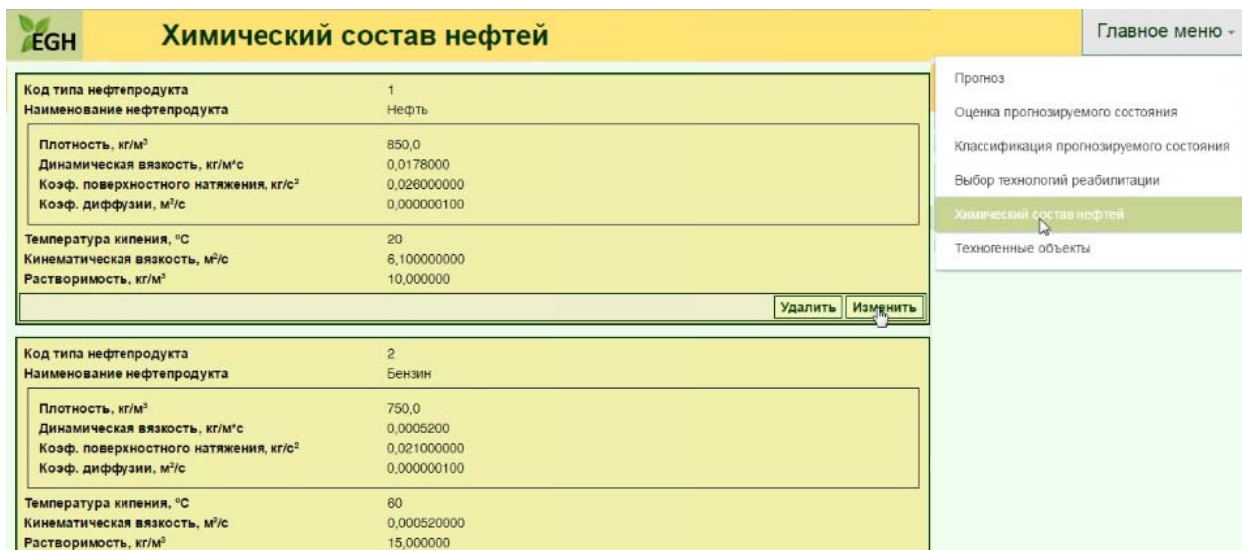 EGH
Химический состав нефтей
Главное меню
Код типа нефтепродукта 1
Наименование нефтепродукта Нефть
Плотность, кг/м³ 850,0
Динамическая вязкость, кг/м*с 0,0178000
Коэф. поверхностного натяжения, кг/с² 0,026000000
Коэф. диффузии, м²/с 0,000000100
Температура кипения, °С 20
Кинематическая вязкость, м²/с 6,100000000
Растворимость, кг/м³ 10,000000
Удалить Изменить
Код типа нефтепродукта 2
Наименование нефтепродукта Бензин
Плотность, кг/м³ 750,0
Динамическая вязкость, кг/м*с 0,0005200
Коэф. поверхностного натяжения, кг/с² 0,021000000
Коэф. диффузии, м²/с 0,000000100
Температура кипения, °С 60
Кинематическая вязкость, м²/с 0,000520000
Растворимость, кг/м³ 15,000000
Прогноз
Оценка прогнозируемого состояния
Классификация прогнозируемого состояния
Выбор технологий реабилитации
Химический состав нефтей
Техногенные объекты